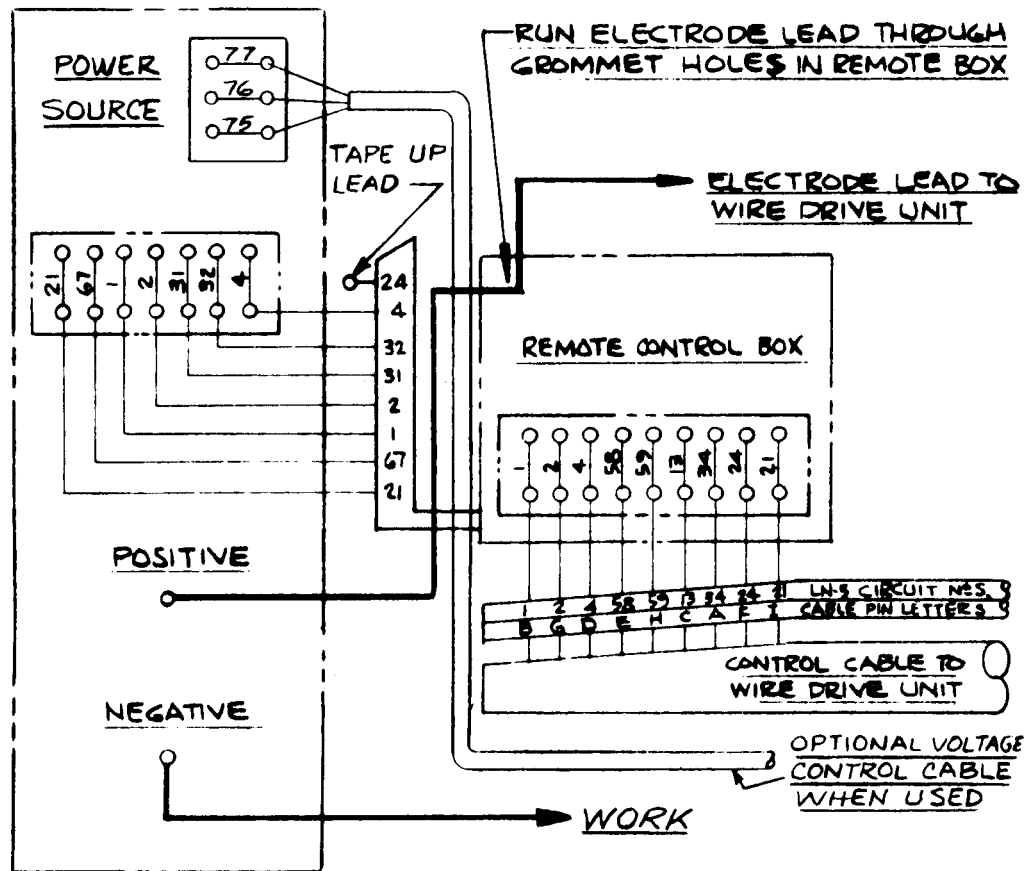 POWER
SOURCE
77
76
75
RUN ELECTRODE LEAD THROUGH
GROMMET HOLES IN REMOTE BOX
TAPE UP
LEAD
ELECTRODE LEAD TO
WIRE DRIVE UNIT
21 67 1 2 31 32 4
24
4
32
31
2
1
67
21
REMOTE CONTROL BOX
1 2 4 58 59 13 34 24 21
POSITIVE
1 2 4 58 59 13 34 24 21 LN-S CIRCUIT NOS.
B G D E H C A F I CABLE PIN LETTERS
CONTROL CABLE TO
WIRE DRIVE UNIT
NEGATIVE
OPTIONAL VOLTAGE
CONTROL CABLE
WHEN USED
WORK